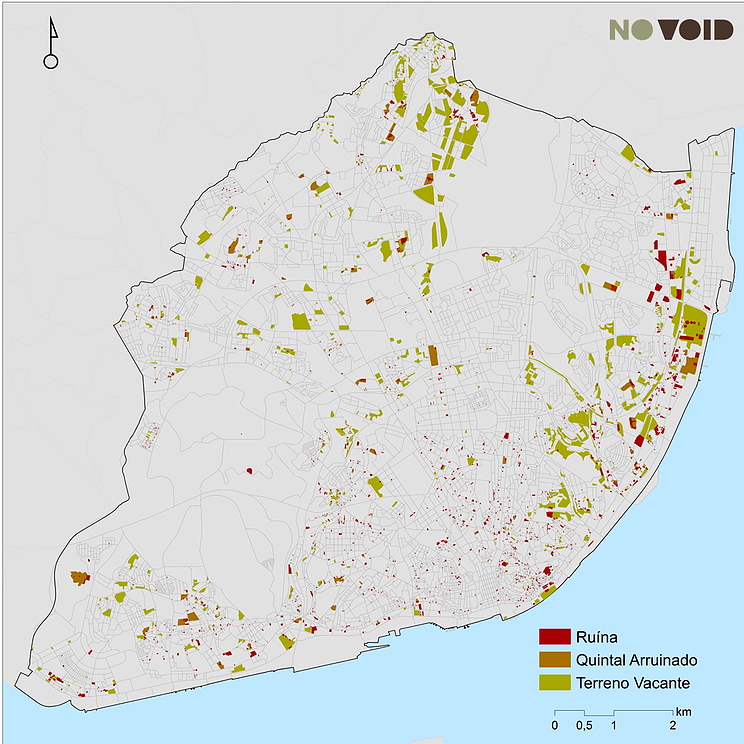 NO VOID
Ruína
Quintal Arruinado
Terreno Vacante
km
0 0,5 1 2